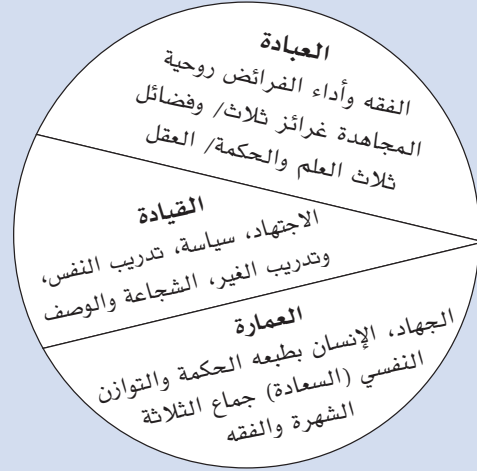 العبادة
الفقه وأداء الفرائض روحية
المجاهدة غرائز ثلاث/ وفضائل
ثلاث العلم والحكمة/ العقل
القيادة
الاجتهاد، سياسة، تدريب النفس،
وتدريب الغير، الشجاعة والوصف
العمارة
الجهاد، الإنسان بطبعه الحكمة والتوازن
النفسي (السعادة) جماع الثلاثة
الشهرة والفقه